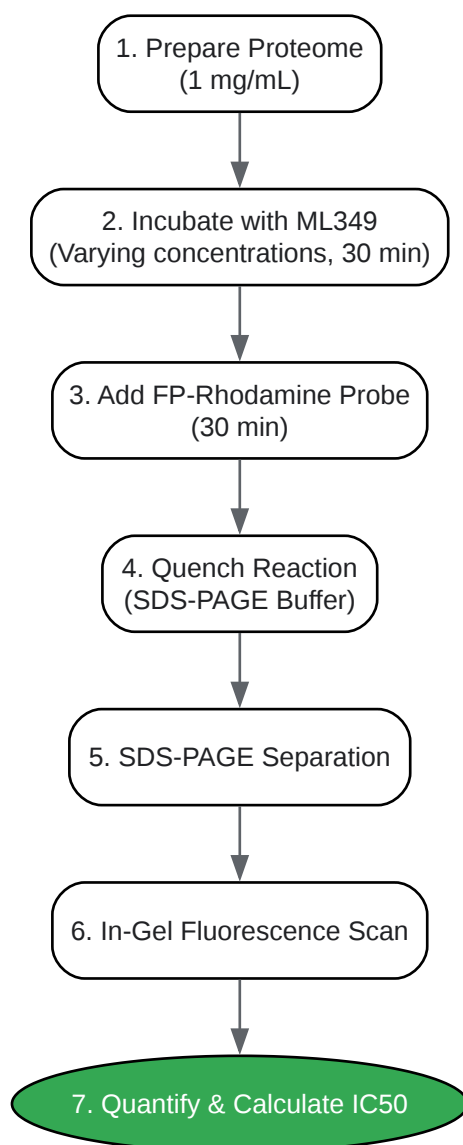 1. Prepare Proteome
(1 mg/mL)
2. Incubate with ML349
(Varying concentrations, 30 min)
3. Add FP-Rhodamine Probe
(30 min)
4. Quench Reaction
(SDS-PAGE Buffer)
5. SDS-PAGE Separation
6. In-Gel Fluorescence Scan
7. Quantify & Calculate IC50